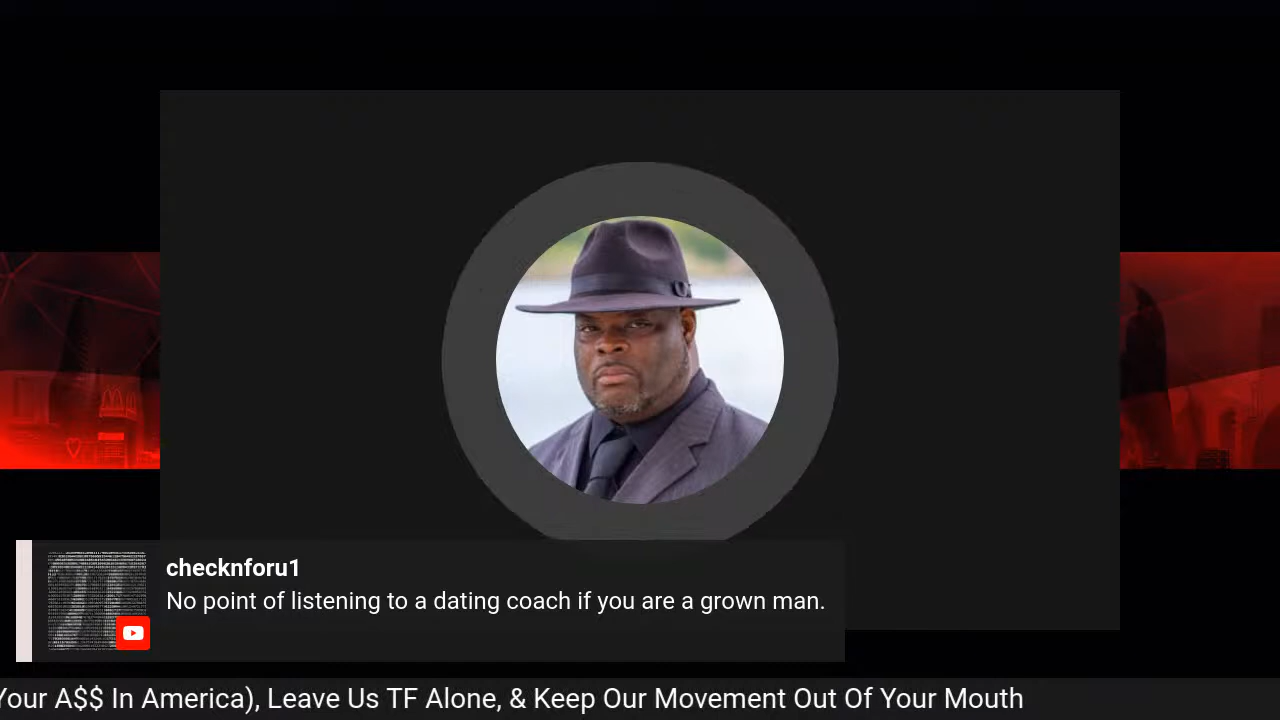 checknforu1
No point of listening to a dating coach if you are a grown man.
Your A$$ In America), Leave Us TF Alone, & Keep Our Movement Out Of Your Mouth